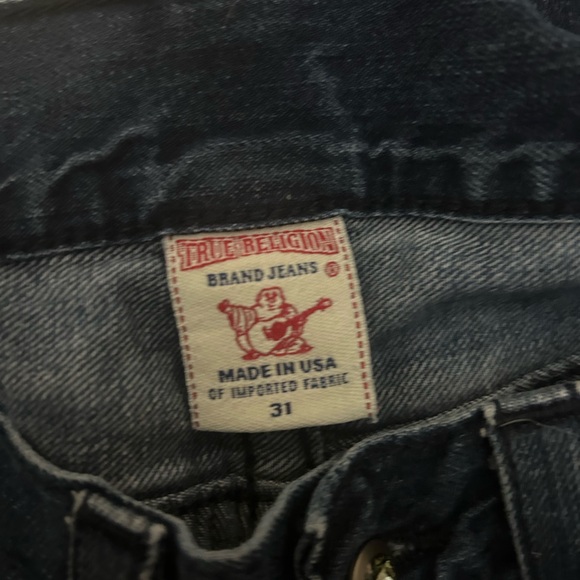 TRUE RELIGION
BRAND JEANS ®
MADE IN USA
OF IMPORTED FABRIC
31